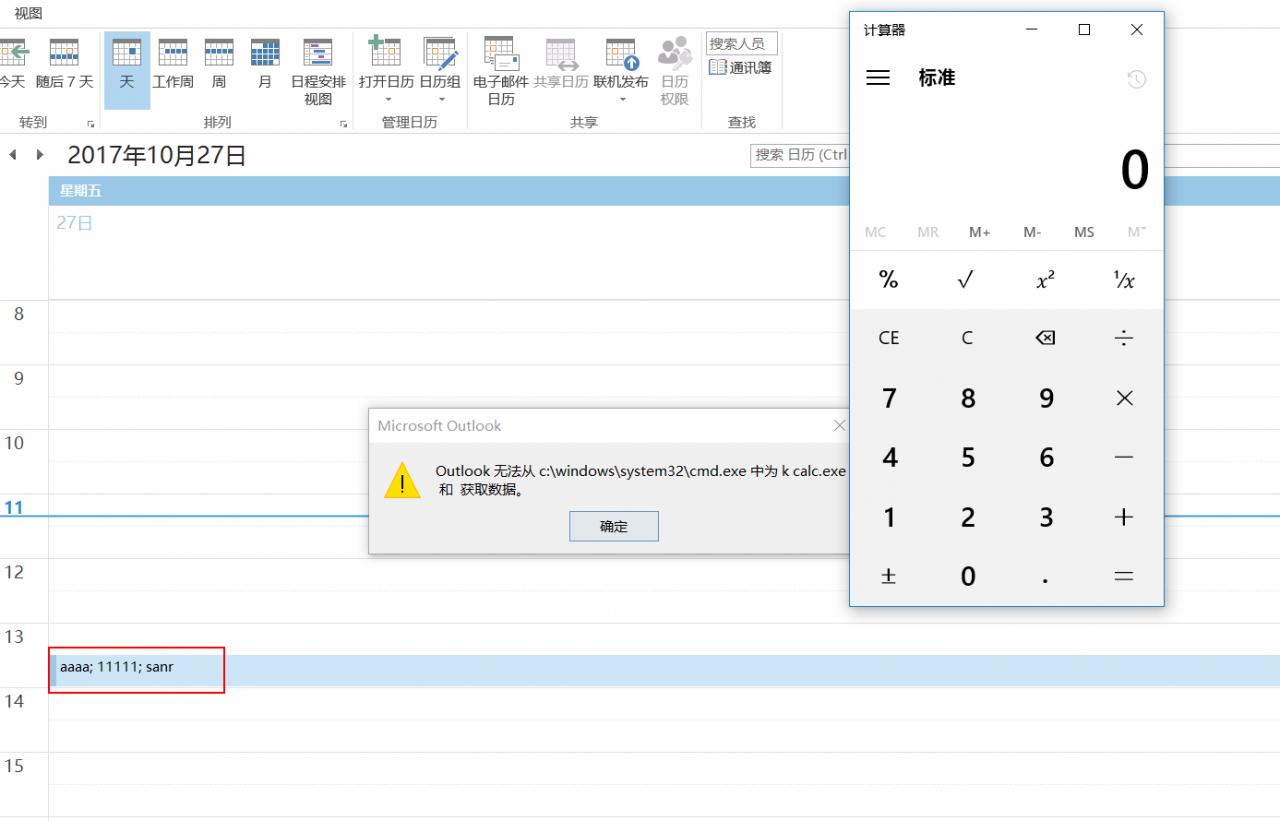 视图
今天
随后 7 天
天
工作周
周
月
日程安排
视图
打开日历
日历组
电子邮件
日历
共享日历
联机发布
日历
权限
搜索人员
通讯簿
转到
排列
管理日历
共享
查找
2017年10月27日
搜索 日历 (Ctrl
星期五
27日
8
9
10
11
12
13
14
15
aaaa; 11111; sanr
Microsoft Outlook
Outlook 无法从 c:\windows\system32\cmd.exe 中为 k calc.exe
和 获取数据。
确定
计算器
标准
0
MC MR M+ M- MS M˅
% √ x² ¹/x
CE C ÷
7 8 9 ×
4 5 6 −
1 2 3 +
± 0 . =